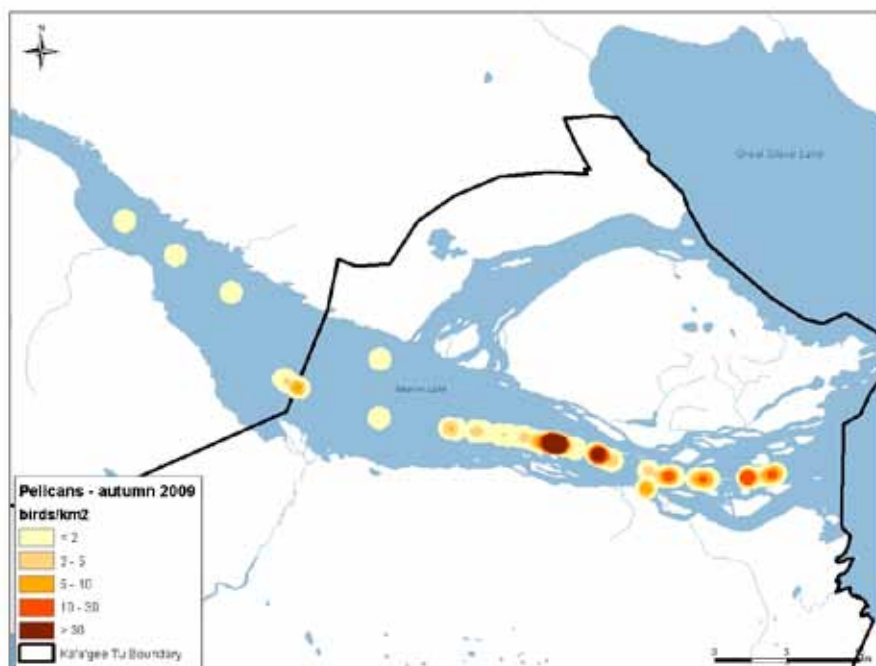 Great Slave Lake
Pelicans - autumn 2009
birds/km2
< 2
2 - 5
5 - 10
10 - 30
> 30
Ka'a'gee Tu Boundary